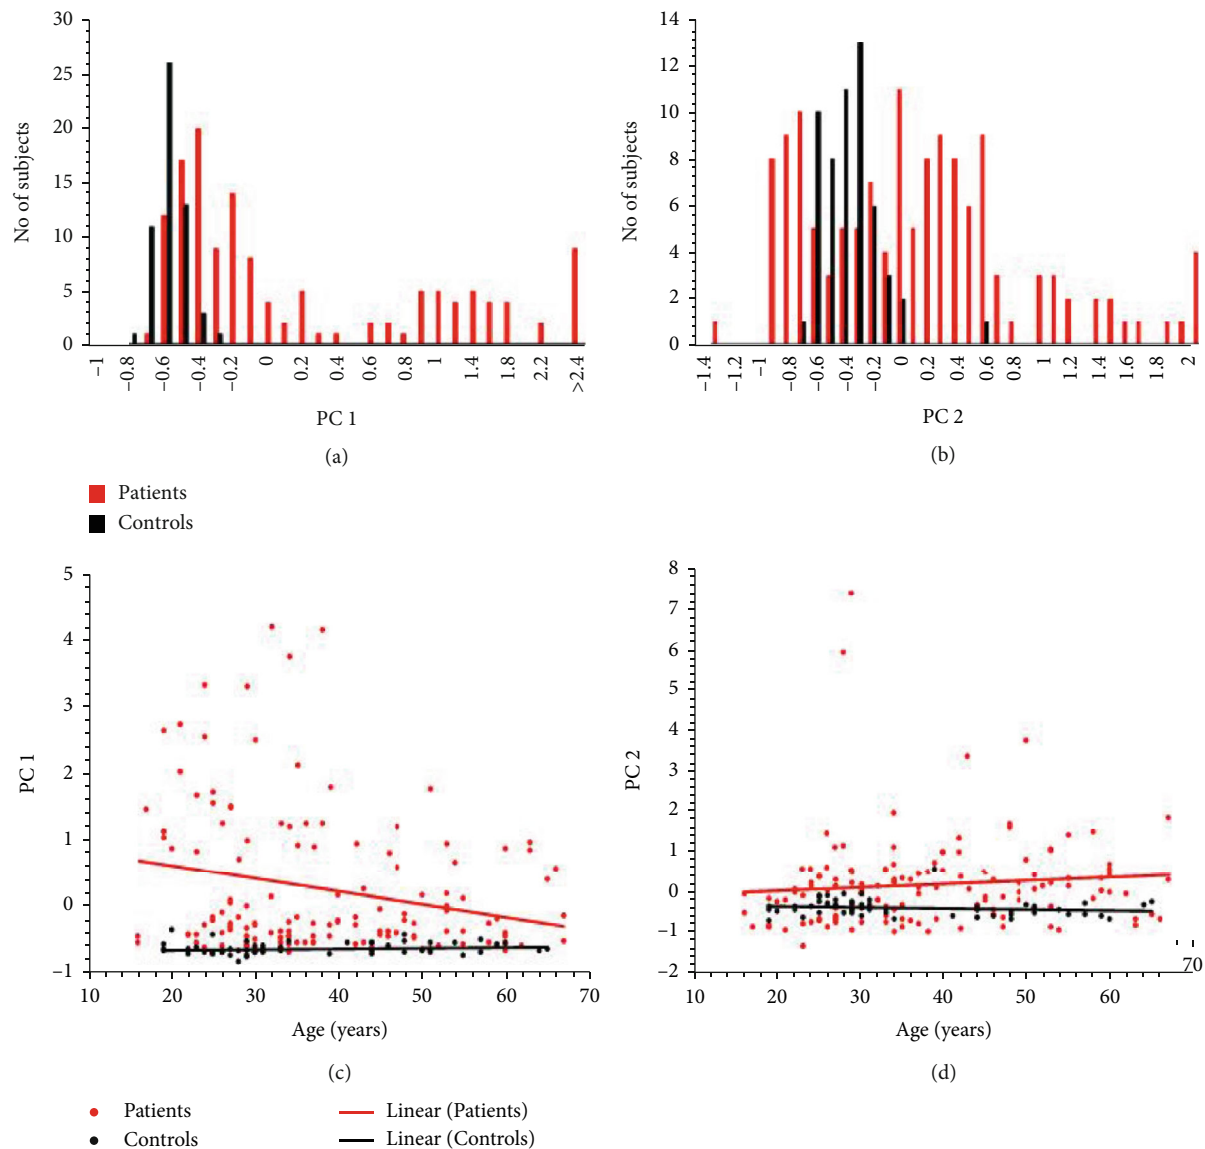 30
25
20
15
10
5
0
No of subjects
−1 −0.8 −0.6 −0.4 −0.2 0 0.2 0.4 0.6 0.8 1 1.4 1.8 2.2 >2.4
PC 1
(a)
14
12
10
8
6
4
2
0
No of subjects
−1.4 −1.2 −1 −0.8 −0.6 −0.4 −0.2 0 0.2 0.4 0.6 0.8 1 1.2 1.4 1.6 1.8 2
PC 2
(b)
Patients
Controls
5
4
3
2
1
0
−1
PC 1
10 20 30 40 50 60 70
Age (years)
(c)
8
7
6
5
4
3
2
1
0
−1
−2
PC 2
10 20 30 40 50 60 70
Age (years)
(d)
Patients Linear (Patients)
Controls Linear (Controls)